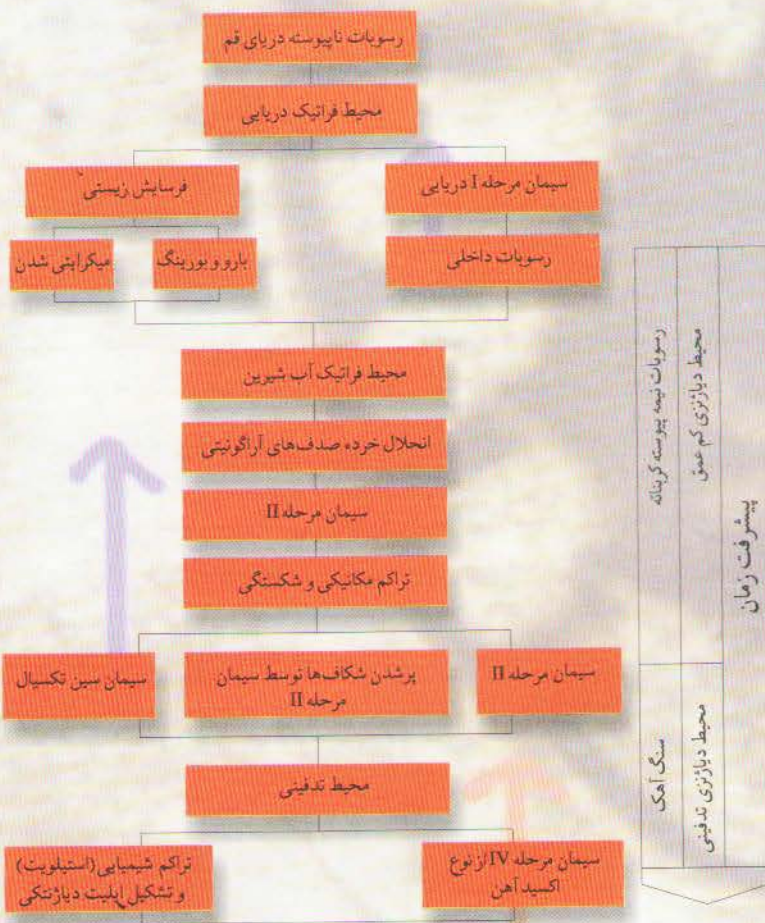 رسوبات ناپیوسته دریای قم
محیط فراتیک دریایی
سیمان مرحله I دریایی
فرسایش زیستی
رسوبات داخلی
بارو و بورینگ
میکرایتی شدن
محیط فراتیک آب شیرین
انحلال خرده صدف‌های آراگونیتی
سیمان مرحله II
تراکم مکانیکی و شکستگی
سیمان مرحله II
پرشدن شکاف‌ها توسط سیمان
مرحله II
سیمان سین تکسیال
محیط تدفینی
سیمان مرحله IV از نوع
اکسید آهن
تراکم شیمیایی (استیلویت)
و تشکیل ایلیت دیاژنتکی
پیشرفت زمان
محیط دیاژنزی کم عمق
رسوبات نیمه پیوسته کربناته
محیط دیاژنزی تدفینی
سنگ آهک